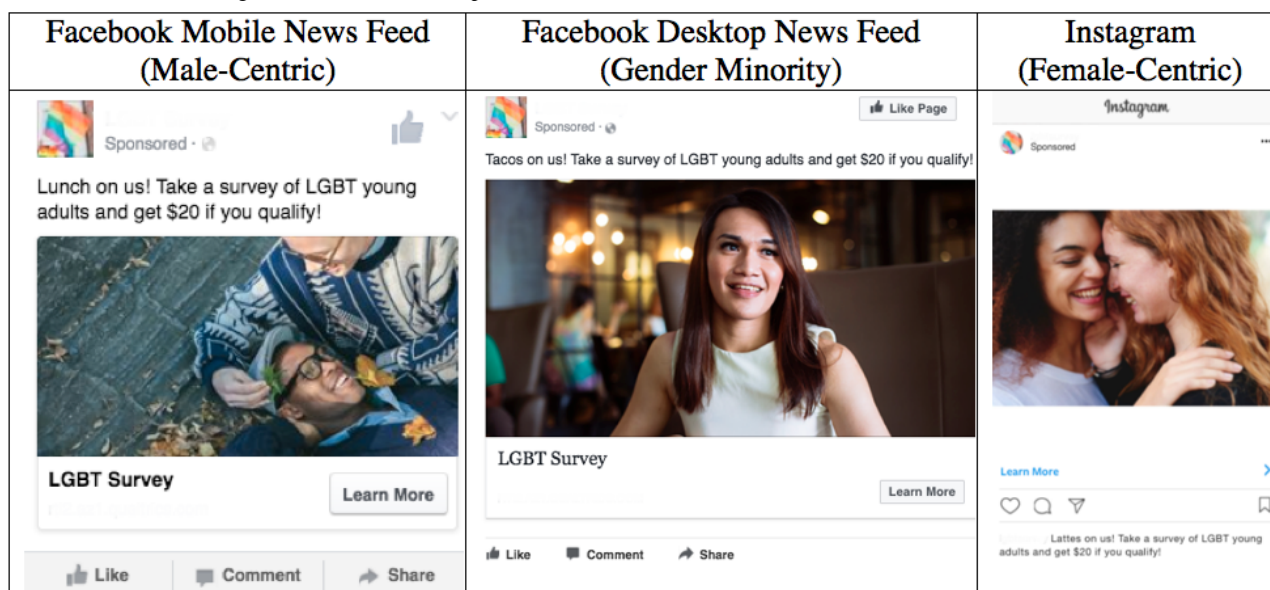 Facebook Mobile News Feed
(Male-Centric)
Facebook Desktop News Feed
(Gender Minority)
Instagram
(Female-Centric)
Sponsored ·
Lunch on us! Take a survey of LGBT young
adults and get $20 if you qualify!
LGBT Survey
Learn More
Like
Comment
Share
Like Page
Sponsored ·
Tacos on us! Take a survey of LGBT young adults and get $20 if you qualify!
LGBT Survey
Learn More
Like
Comment
Share
Instagram
Sponsored
Learn More
Lattes on us! Take a survey of LGBT young
adults and get $20 if you qualify!